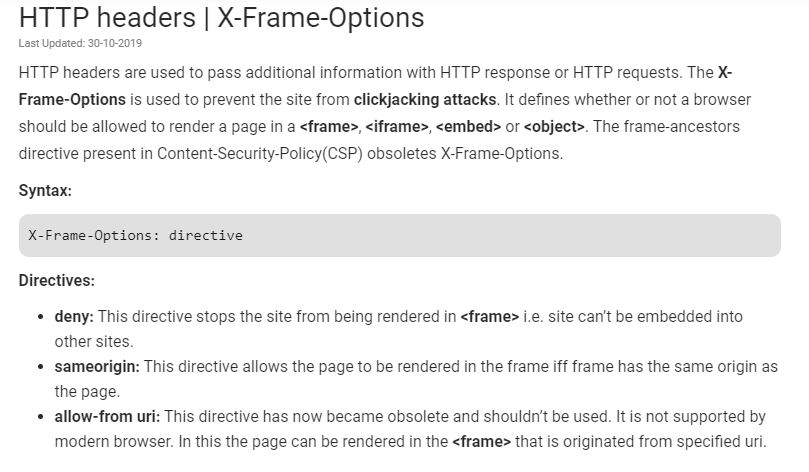 HTTP headers | X-Frame-Options
Last Updated: 30-10-2019
HTTP headers are used to pass additional information with HTTP response or HTTP requests. The X-
Frame-Options is used to prevent the site from clickjacking attacks. It defines whether or not a browser
should be allowed to render a page in a <frame>, <iframe>, <embed> or <object>. The frame-ancestors
directive present in Content-Security-Policy(CSP) obsoletes X-Frame-Options.
Syntax:
X-Frame-Options: directive
Directives:
• deny: This directive stops the site from being rendered in <frame> i.e. site can’t be embedded into
other sites.
• sameorigin: This directive allows the page to be rendered in the frame iff frame has the same origin as
the page.
• allow-from uri: This directive has now became obsolete and shouldn’t be used. It is not supported by
modern browser. In this the page can be rendered in the <frame> that is originated from specified uri.